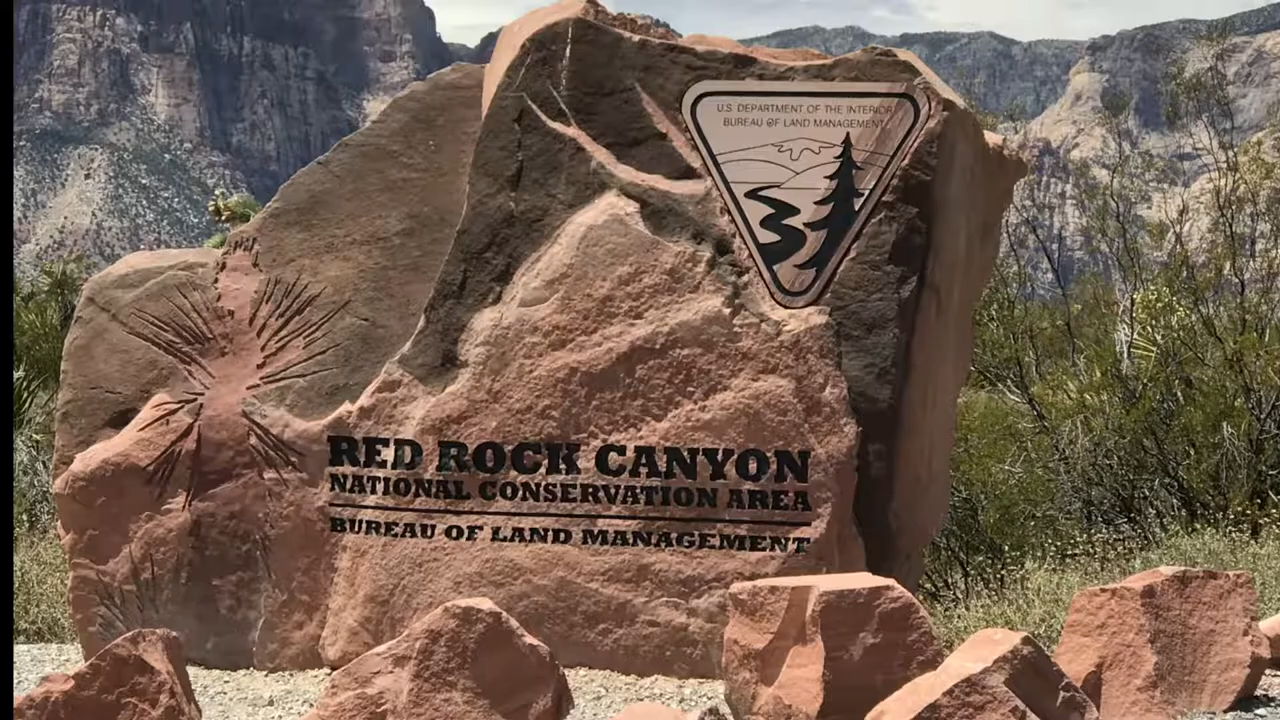 U.S. DEPARTMENT OF THE INTERIOR
BUREAU OF LAND MANAGEMENT
RED ROCK CANYON
NATIONAL CONSERVATION AREA
BUREAU OF LAND MANAGEMENT